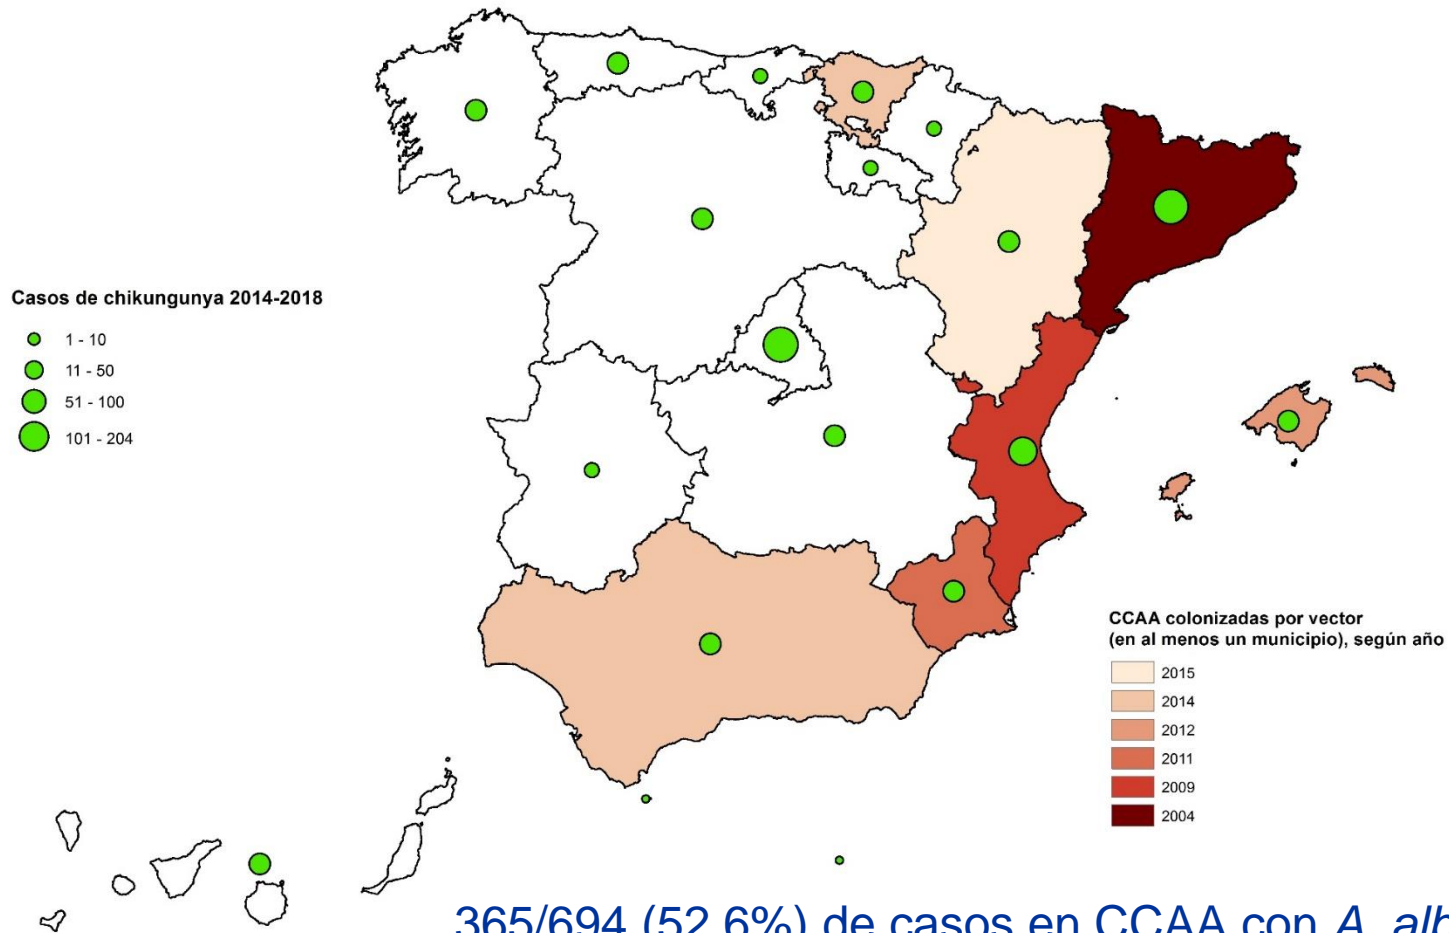 Casos de chikungunya 2014-2018
1 - 10
11 - 50
51 - 100
101 - 204
CCAA colonizadas por vector
(en al menos un municipio), según año
2015
2014
2012
2011
2009
2004
365/694 (52,6%) de casos en CCAA con A.